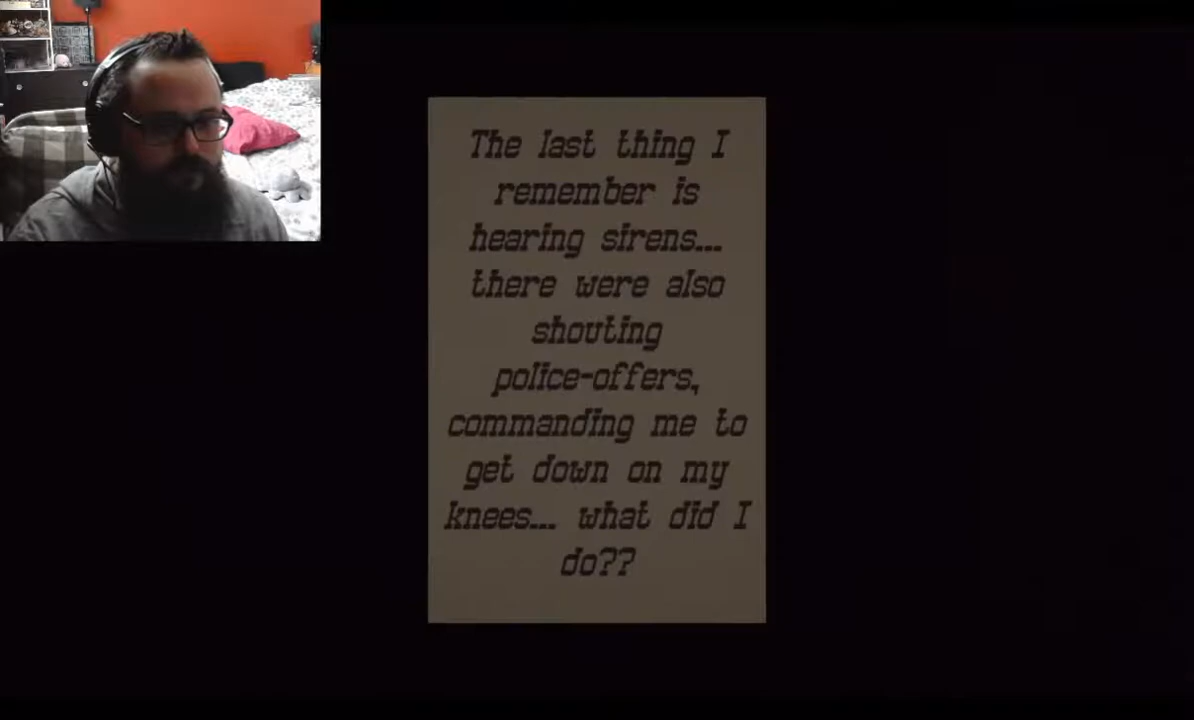 The last thing I
remember is
hearing sirens...
there were also
shouting
police-offers,
commanding me to
get down on my
knees... what did I
do??